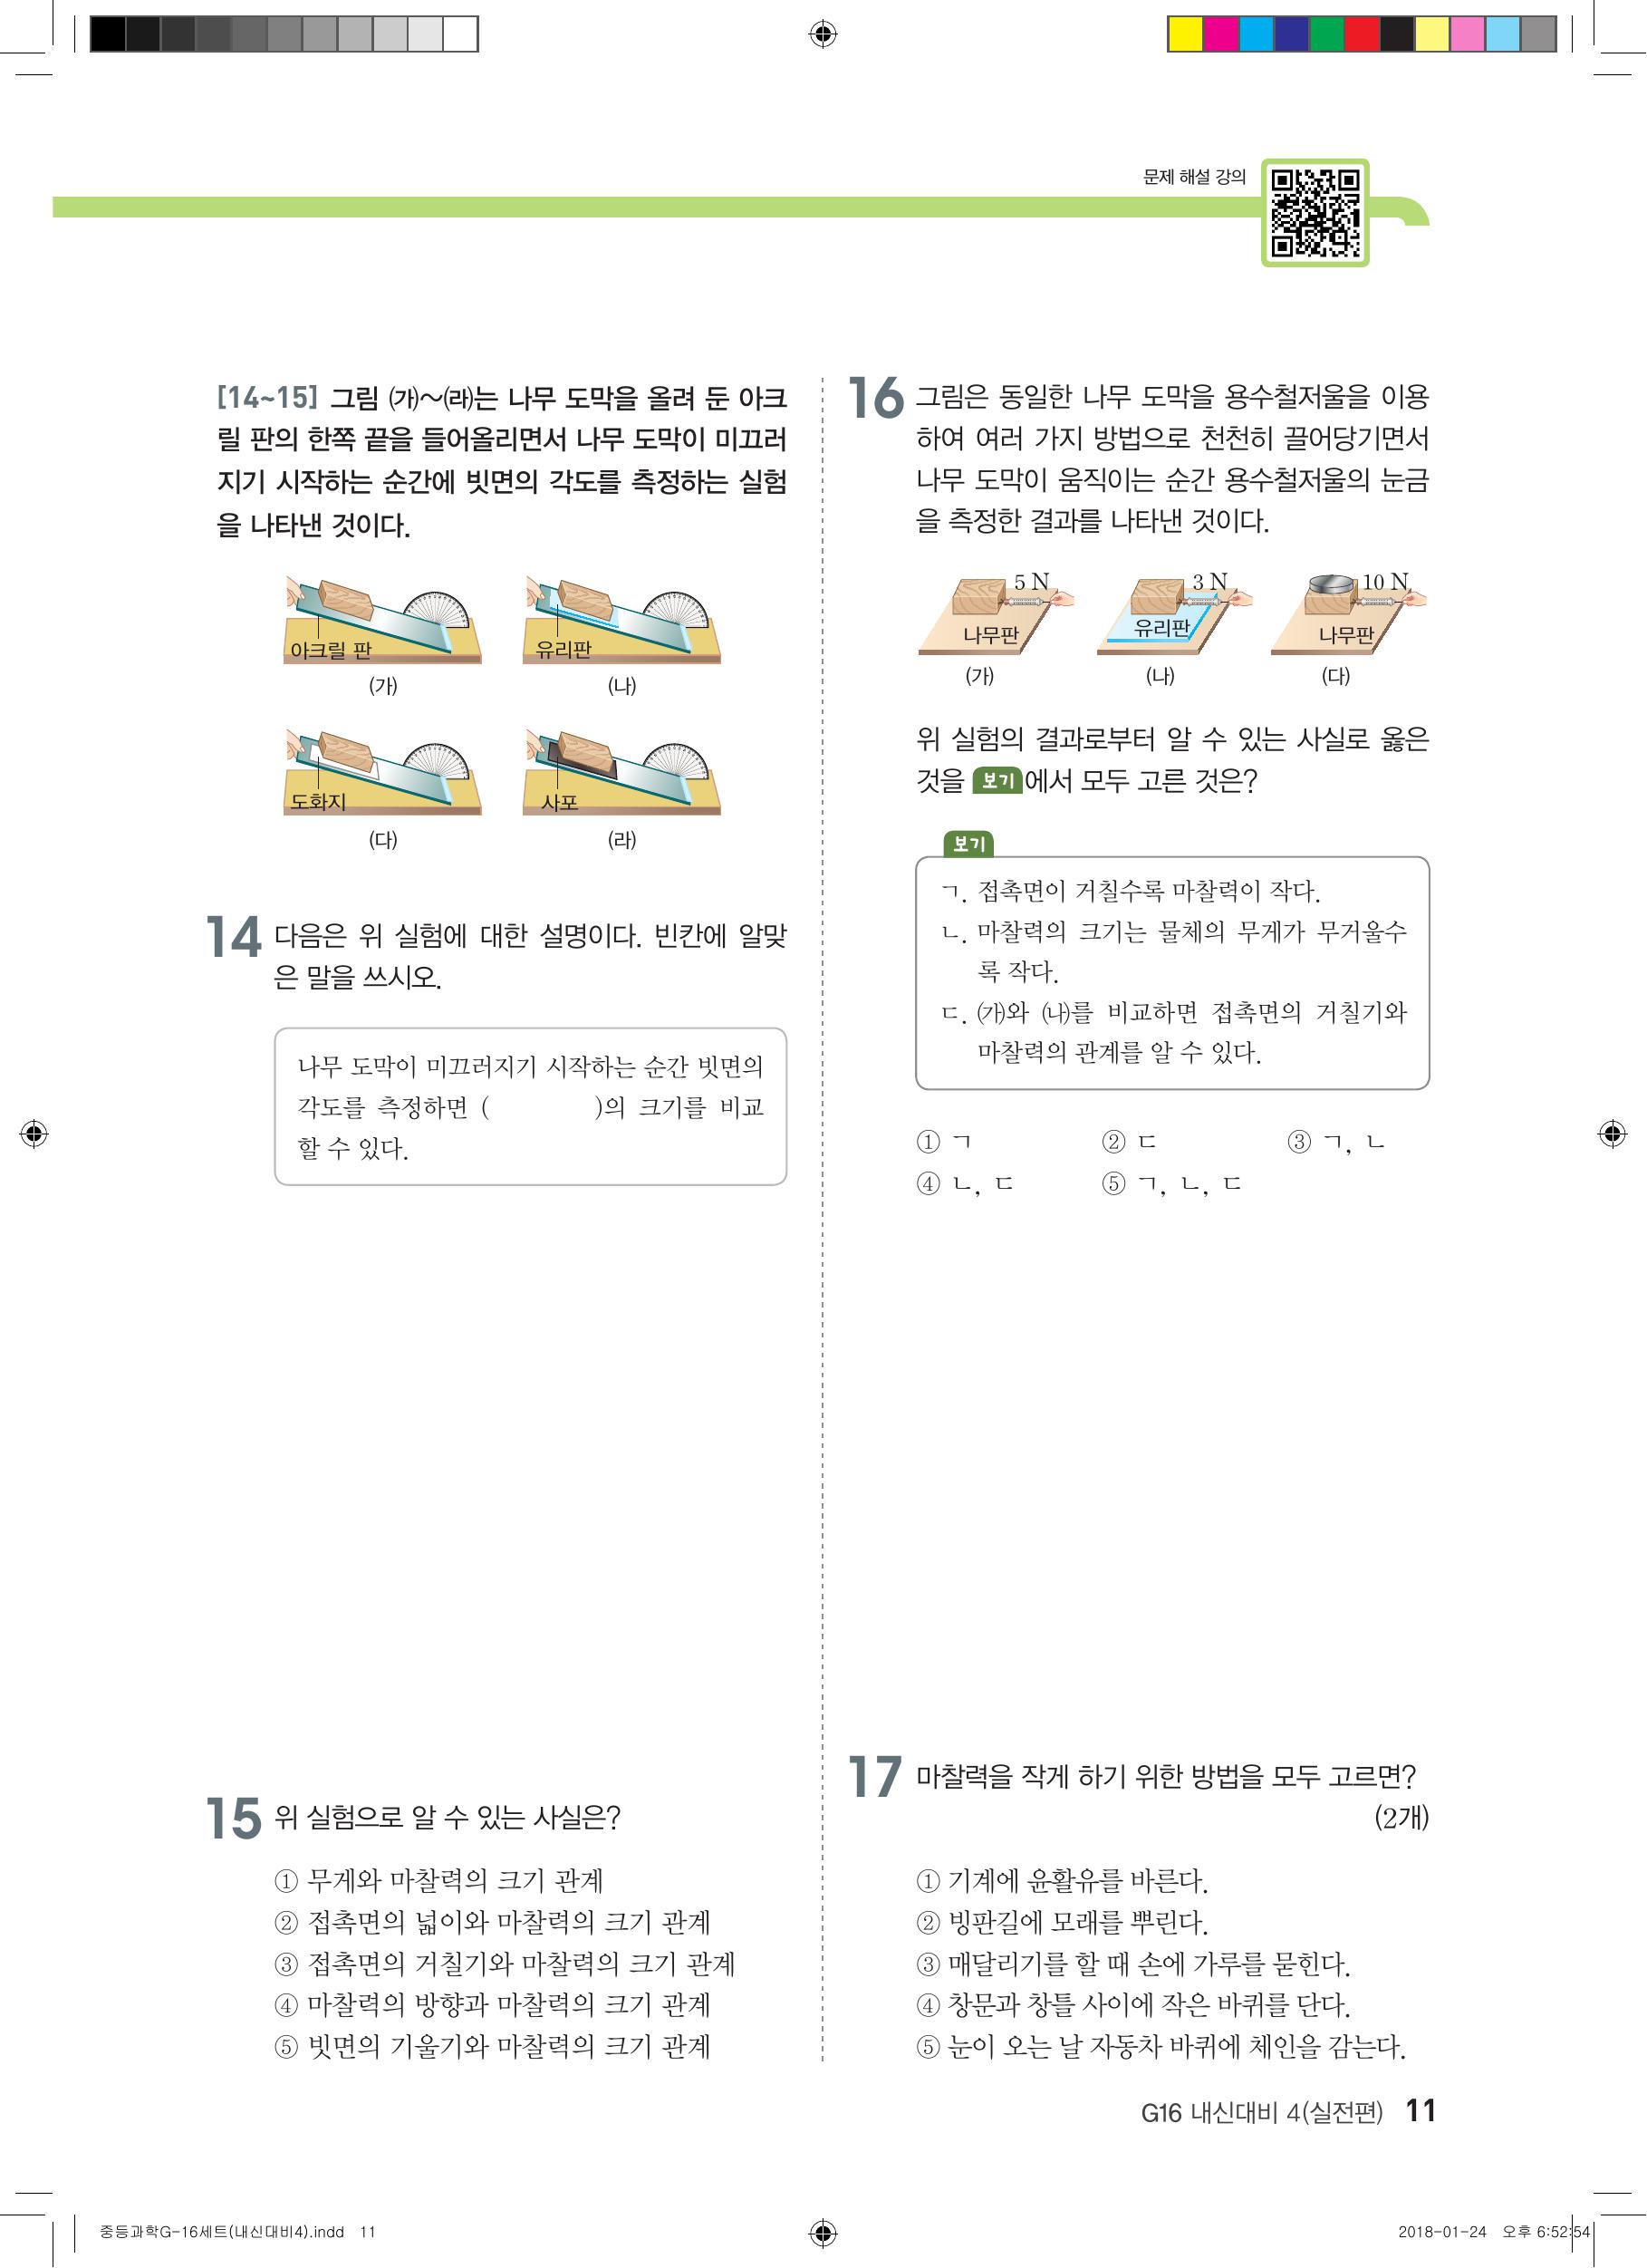 문제 해설 강의
[14~15] 그림 ㈎～㈑는 나무 도막을 올려 둔 아크
릴 판의 한쪽 끝을 들어올리면서 나무 도막이 미끄러
지기 시작하는 순간에 빗면의 각도를 측정하는 실험
을 나타낸 것이다.
아크릴 판
유리판
(가)
(나)
도화지
사포
(다)
(라)
14 다음은 위 실험에 대한 설명이다. 빈칸에 알맞
은 말을 쓰시오.
나무 도막이 미끄러지기 시작하는 순간 빗면의
각도를 측정하면 (          )의 크기를 비교
할 수 있다.
15 위 실험으로 알 수 있는 사실은?
① 무게와 마찰력의 크기 관계
② 접촉면의 넓이와 마찰력의 크기 관계
③ 접촉면의 거칠기와 마찰력의 크기 관계
④ 마찰력의 방향과 마찰력의 크기 관계
⑤ 빗면의 기울기와 마찰력의 크기 관계
16 그림은 동일한 나무 도막을 용수철저울을 이용
하여 여러 가지 방법으로 천천히 끌어당기면서
나무 도막이 움직이는 순간 용수철저울의 눈금
을 측정한 결과를 나타낸 것이다.
5 N 3 N 10 N
나무판 유리판 나무판
(가) (나) (다)
위 실험의 결과로부터 알 수 있는 사실로 옳은
것을 보기에서 모두 고른 것은?
보기
ㄱ. 접촉면이 거칠수록 마찰력이 작다.
ㄴ. 마찰력의 크기는 물체의 무게가 무거울수
록 작다.
ㄷ. ㈎와 ㈏를 비교하면 접촉면의 거칠기와
마찰력의 관계를 알 수 있다.
① ㄱ ② ㄷ ③ ㄱ, ㄴ
④ ㄴ, ㄷ ⑤ ㄱ, ㄴ, ㄷ
17 마찰력을 작게 하기 위한 방법을 모두 고르면?
(2개)
① 기계에 윤활유를 바른다.
② 빙판길에 모래를 뿌린다.
③ 매달리기를 할 때 손에 가루를 묻힌다.
④ 창문과 창틀 사이에 작은 바퀴를 단다.
⑤ 눈이 오는 날 자동차 바퀴에 체인을 감는다.
G16 내신대비 4(실전편) 11
중등과학G-16세트(내신대비4).indd 11
2018-01-24 오후 6:52:54